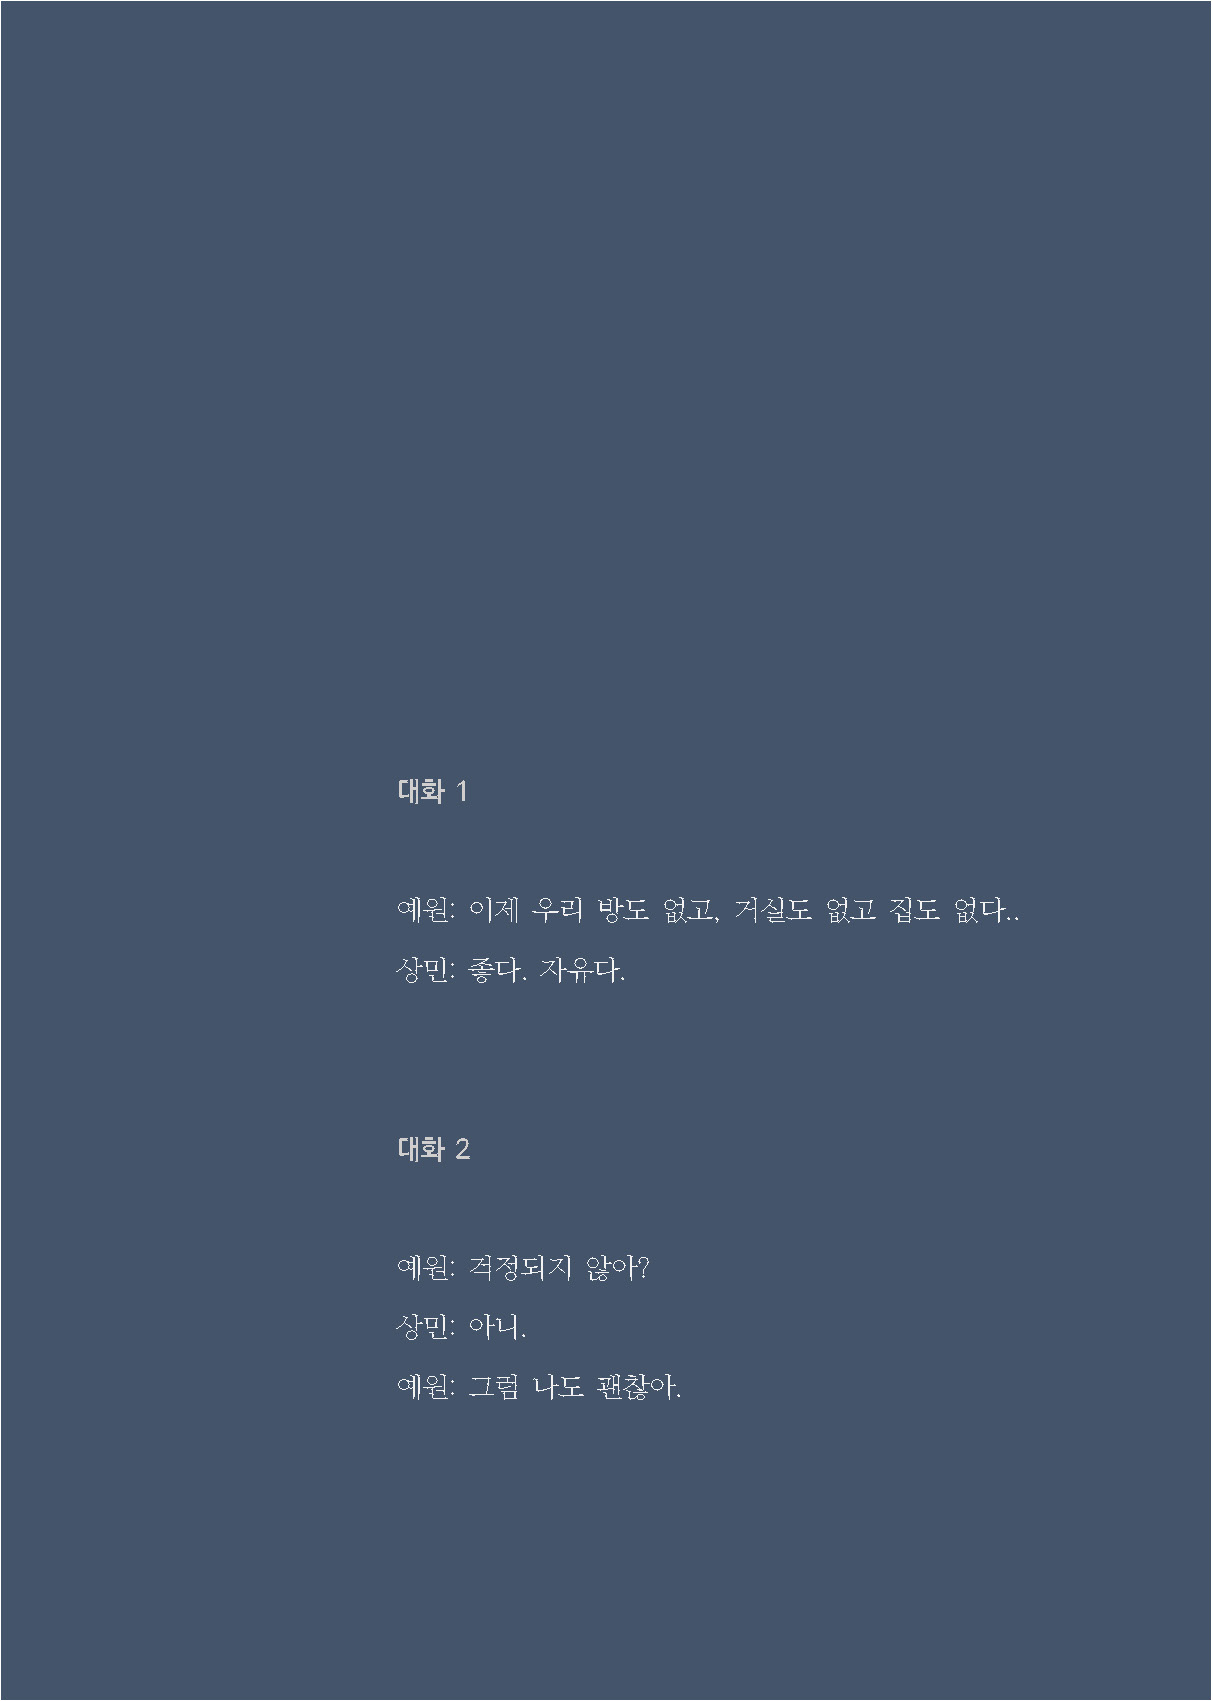 대화 1
예원: 이제 우리 방도 없고, 거실도 없고 집도 없다..
상민: 좋다. 자유다.
대화 2
예원: 걱정되지 않아?
상민: 아니.
예원: 그럼 나도 괜찮아.